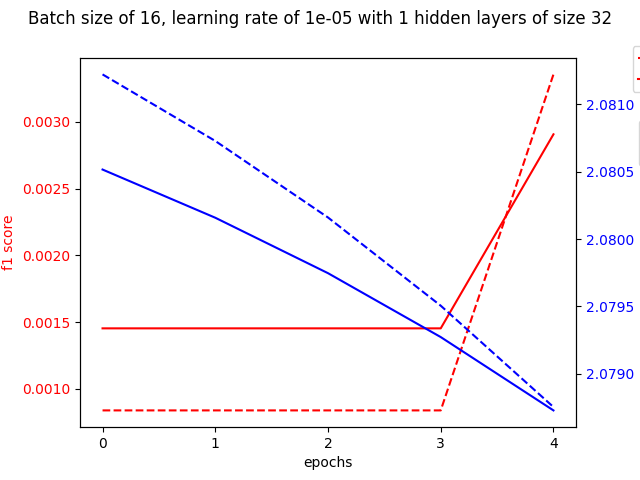 Batch size of 16, learning rate of 1e-05 with 1 hidden layers of size 32
f1 score
0.0030
0.0025
0.0020
0.0015
0.0010
2.0810
2.0805
2.0800
2.0795
2.0790
0 1 2 3 4
epochs